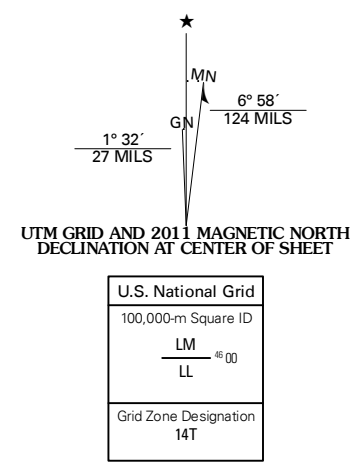 ★
MN
GN
6° 58´
124 MILS
1° 32´
27 MILS
UTM GRID AND 2011 MAGNETIC NORTH
DECLINATION AT CENTER OF SHEET
U.S. National Grid
100,000-m Square ID
LM
46 00
LL
Grid Zone Designation
14T